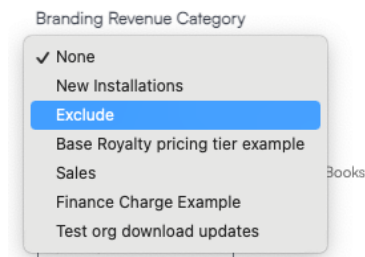 Branding Revenue Category
✓ None
New Installations
Exclude
Base Royalty pricing tier example
Sales
Books
Finance Charge Example
Test org download updates